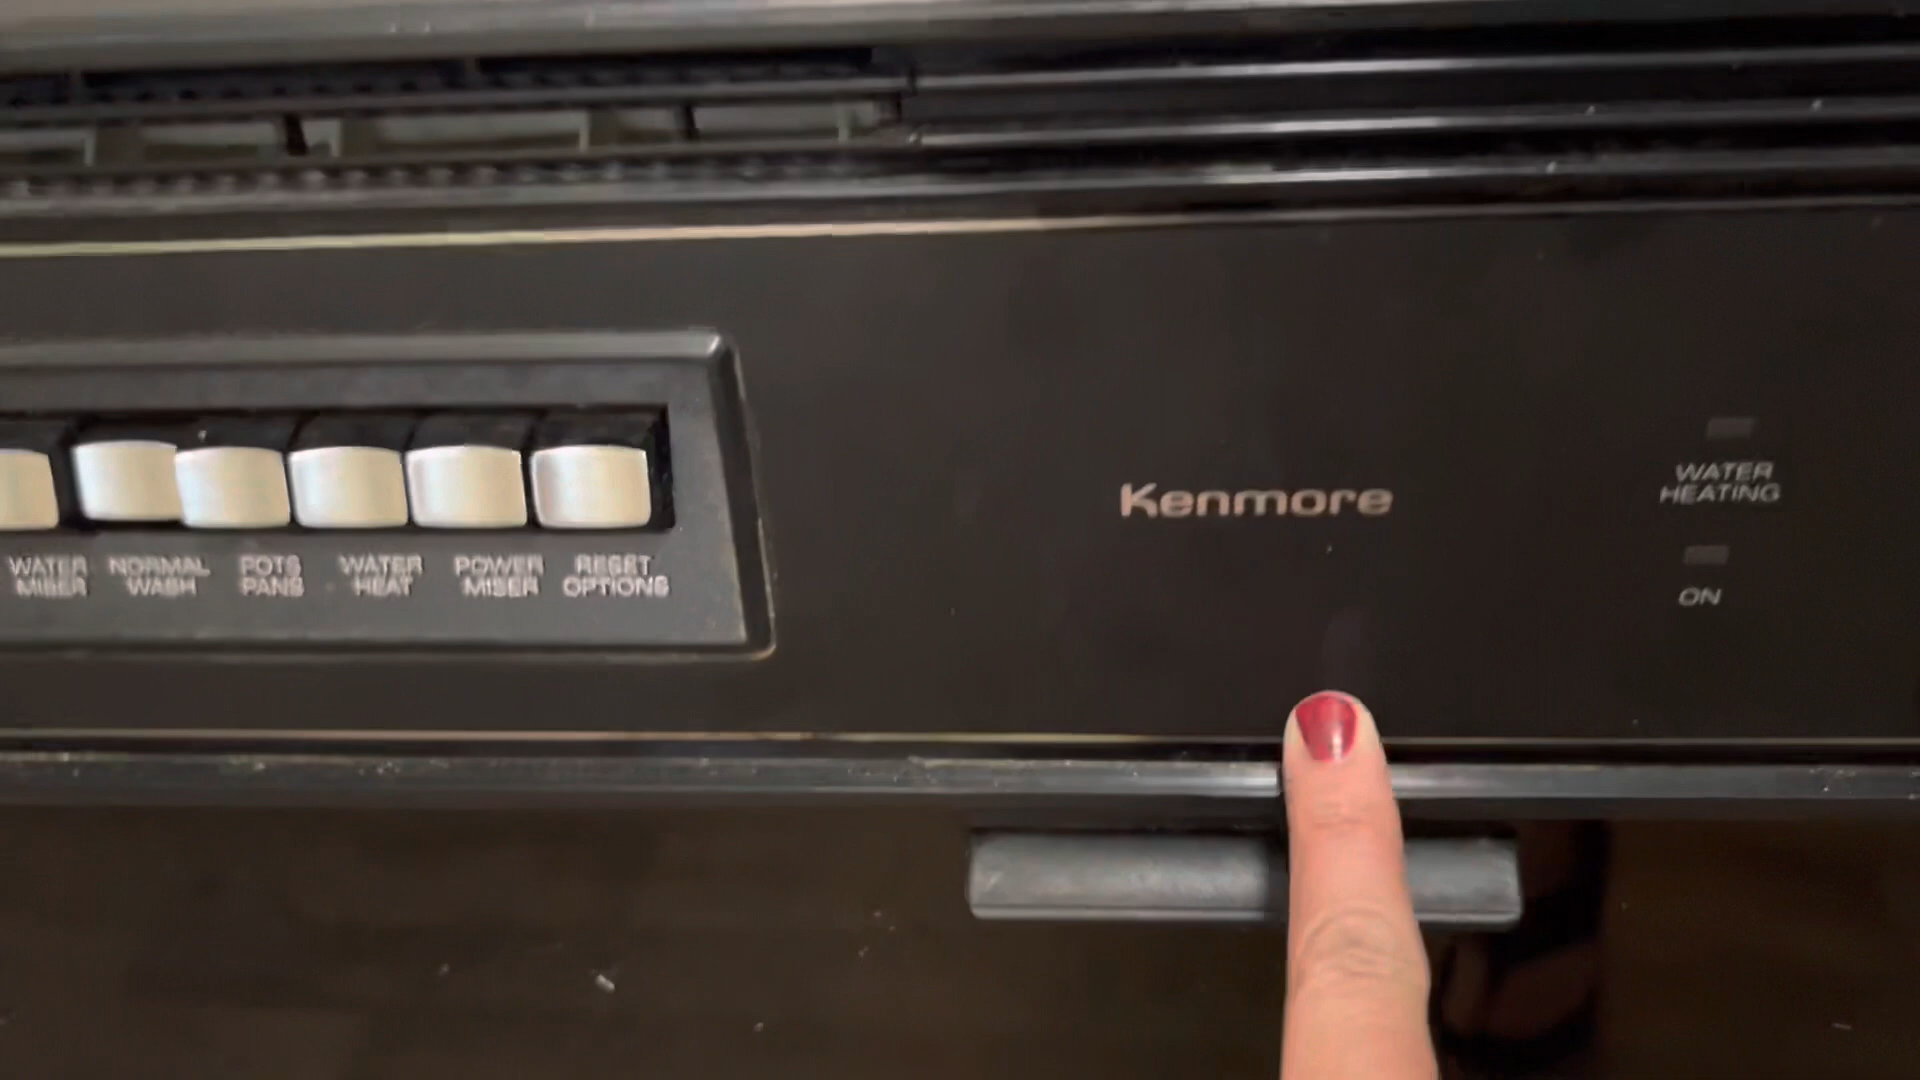 WATER
MISER
NORMAL
WASH
POTS
PANS
WATER
HEAT
POWER
MISER
RESET
OPTIONS
Kenmore
WATER
HEATING
ON